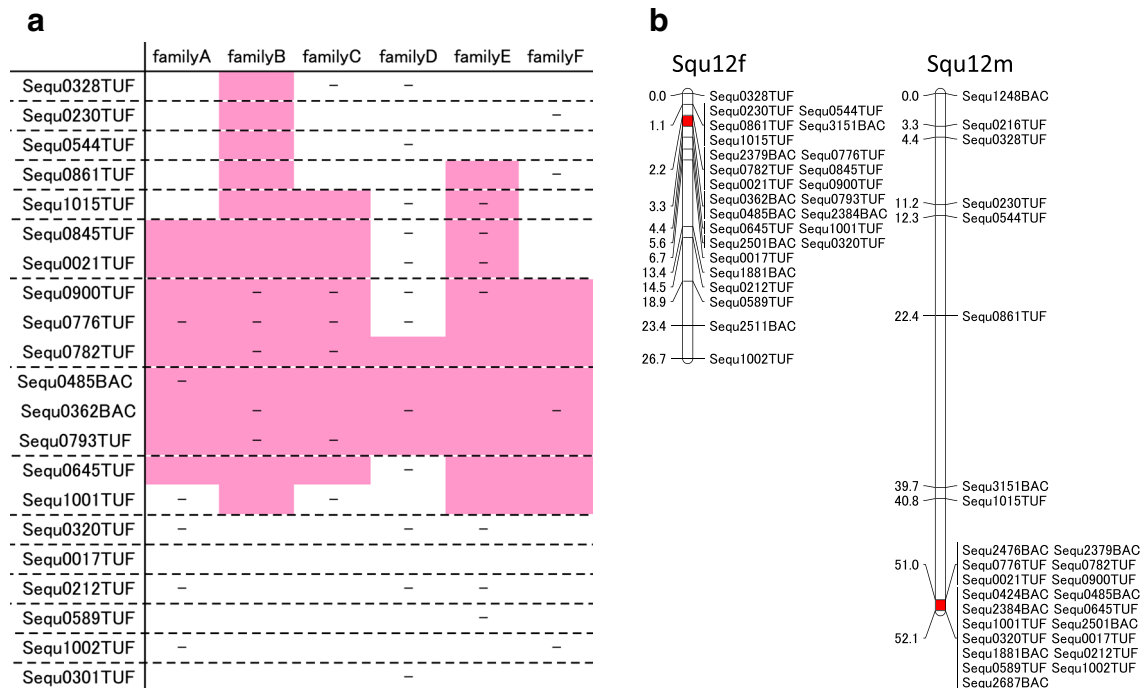 a
familyA familyB familyC familyD familyE familyF
Sequ0328TUF – –
Sequ0230TUF –
Sequ0544TUF –
Sequ0861TUF –
Sequ1015TUF – –
Sequ0845TUF – –
Sequ0021TUF – –
Sequ0900TUF – – – –
Sequ0776TUF – – – –
Sequ0782TUF – –
Sequ0485BAC –
Sequ0362BAC – – –
Sequ0793TUF – –
Sequ0645TUF –
Sequ1001TUF – –
Sequ0320TUF – – –
Sequ0017TUF
Sequ0212TUF – –
Sequ0589TUF –
Sequ1002TUF – –
Sequ0301TUF –
b
Squ12f
0.0 Sequ0328TUF
Sequ0230TUF Sequ0544TUF
1.1 Sequ0861TUF Sequ3151BAC
Sequ1015TUF
Sequ2379BAC Sequ0776TUF
2.2 Sequ0782TUF Sequ0845TUF
Sequ0021TUF Sequ0900TUF
Sequ0362BAC Sequ0793TUF
3.3 Sequ0485BAC Sequ2384BAC
4.4 Sequ0645TUF Sequ1001TUF
5.6 Sequ2501BAC Sequ0320TUF
6.7 Sequ0017TUF
13.4 Sequ1881BAC
14.5 Sequ0212TUF
18.9 Sequ0589TUF
23.4 Sequ2511BAC
26.7 Sequ1002TUF
Squ12m
0.0 Sequ1248BAC
3.3 Sequ0216TUF
4.4 Sequ0328TUF
11.2 Sequ0230TUF
12.3 Sequ0544TUF
22.4 Sequ0861TUF
39.7 Sequ3151BAC
40.8 Sequ1015TUF
Sequ2476BAC Sequ2379BAC
51.0 Sequ0776TUF Sequ0782TUF
Sequ0021TUF Sequ0900TUF
Sequ0424BAC Sequ0485BAC
Sequ2384BAC Sequ0645TUF
Sequ1001TUF Sequ2501BAC
52.1 Sequ0320TUF Sequ0017TUF
Sequ1881BAC Sequ0212TUF
Sequ0589TUF Sequ1002TUF
Sequ2687BAC